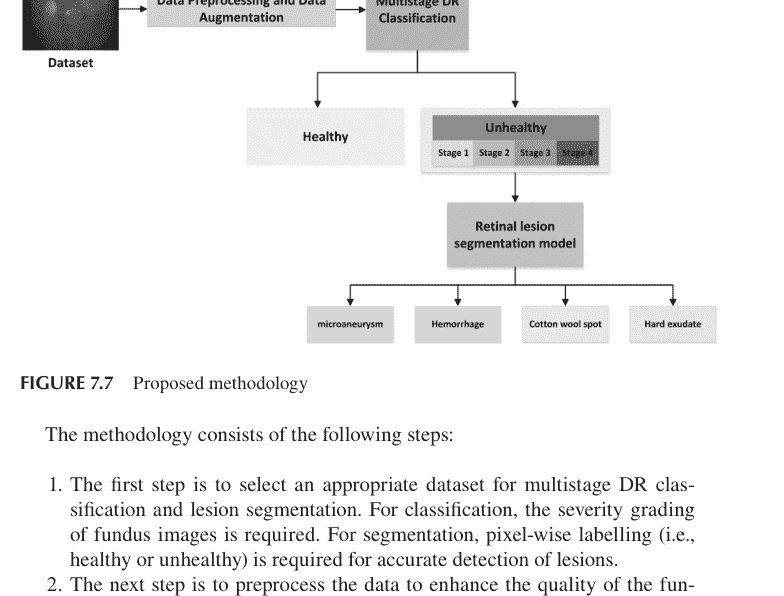 Data Preprocessing and Data
Augmentation
Multistage DR
Classification
Dataset
Healthy
Unhealthy
Stage 1 Stage 2 Stage 3 Stage 4
Retinal lesion
segmentation model
microaneurysm Hemorrhage Cotton wool spot Hard exudate
FIGURE 7.7 Proposed methodology
The methodology consists of the following steps:
1. The first step is to select an appropriate dataset for multistage DR clas-
sification and lesion segmentation. For classification, the severity grading
of fundus images is required. For segmentation, pixel-wise labelling (i.e.,
healthy or unhealthy) is required for accurate detection of lesions.
2. The next step is to preprocess the data to enhance the quality of the fun-